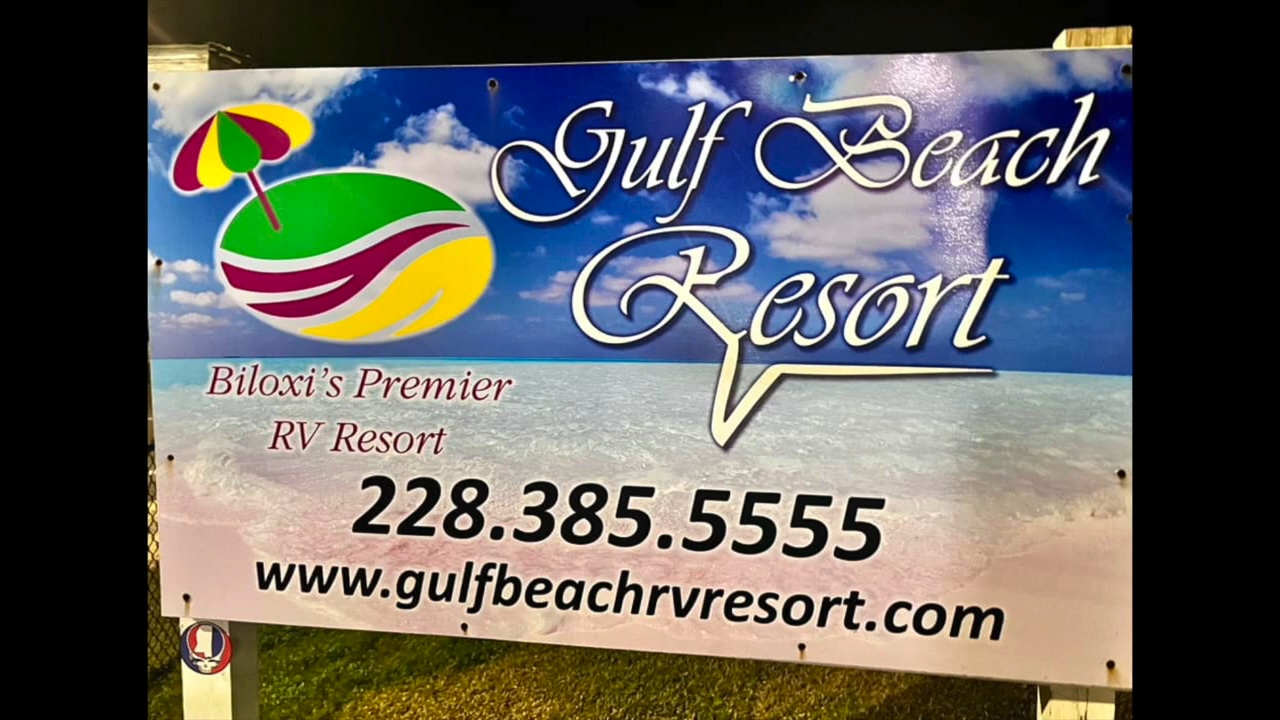 Gulf Beach
Resort
Biloxi's Premier
RV Resort
228.385.5555
www.gulfbeachrvresort.com